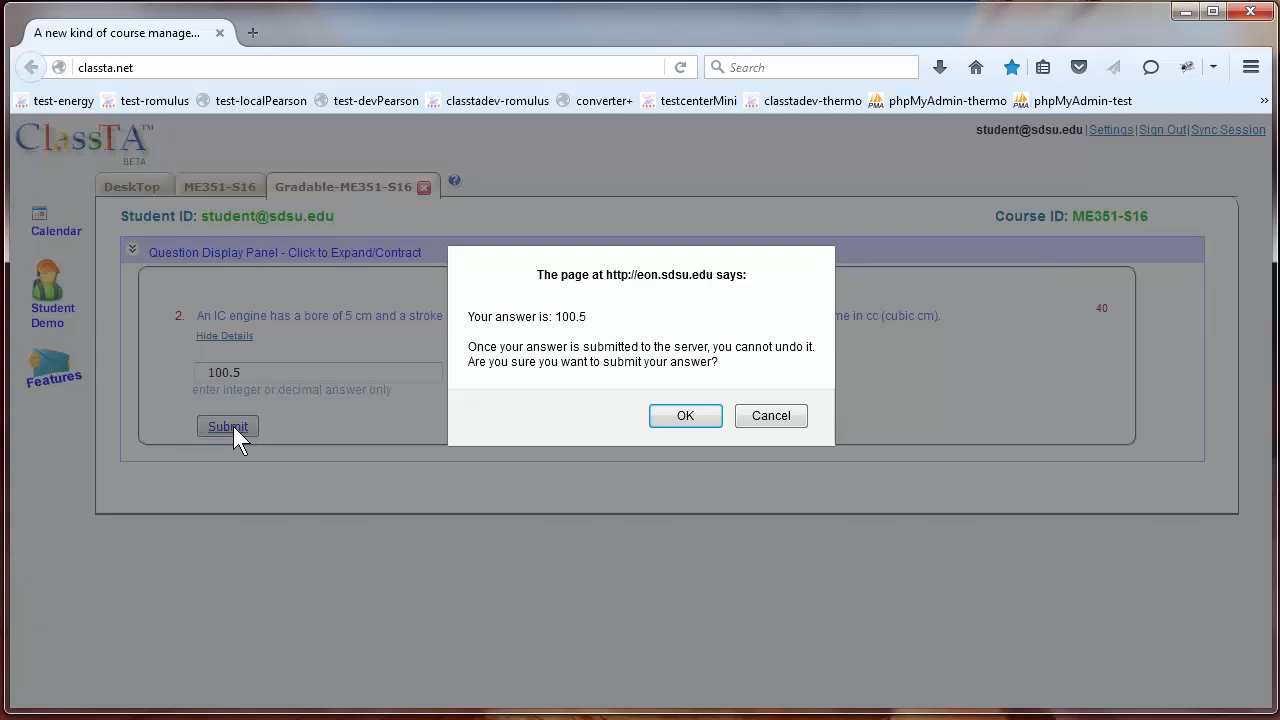 A new kind of course manage...
classta.net
Search
test-energy test-romulus test-localPearson test-devPearson classtadev-romulus converter+ testcenterMini classtadev-thermo phpMyAdmin-thermo phpMyAdmin-test »
ClassTA™
BETA
student@sdsu.edu | Settings | Sign Out | Sync Session
DeskTop ME351-S16 Gradable-ME351-S16
Calendar
Student Demo
Features
Student ID: student@sdsu.edu Course ID: ME351-S16
Question Display Panel - Click to Expand/Contract
2. An IC engine has a bore of 5 cm and a stroke me in cc (cubic cm). 40
Hide Details
100.5
enter integer or decimal answer only
Submit
The page at http://eon.sdsu.edu says:
Your answer is: 100.5
Once your answer is submitted to the server, you cannot undo it.
Are you sure you want to submit your answer?
OK Cancel